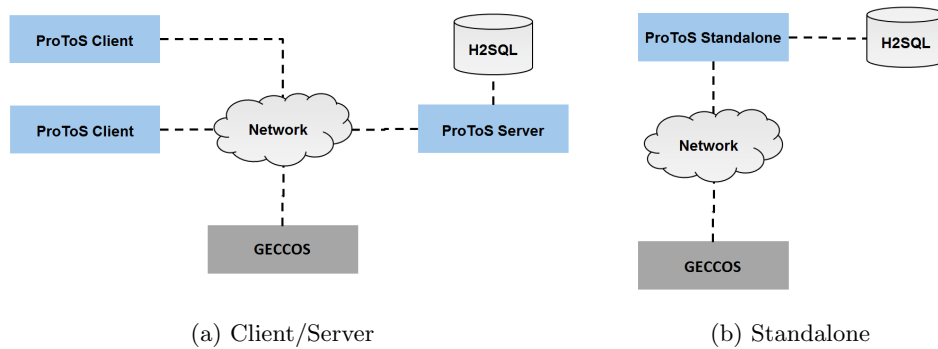 ProToS Client
H2SQL
ProToS Client
Network
ProToS Server
GECCOS
(a) Client/Server
ProToS Standalone
H2SQL
Network
GECCOS
(b) Standalone